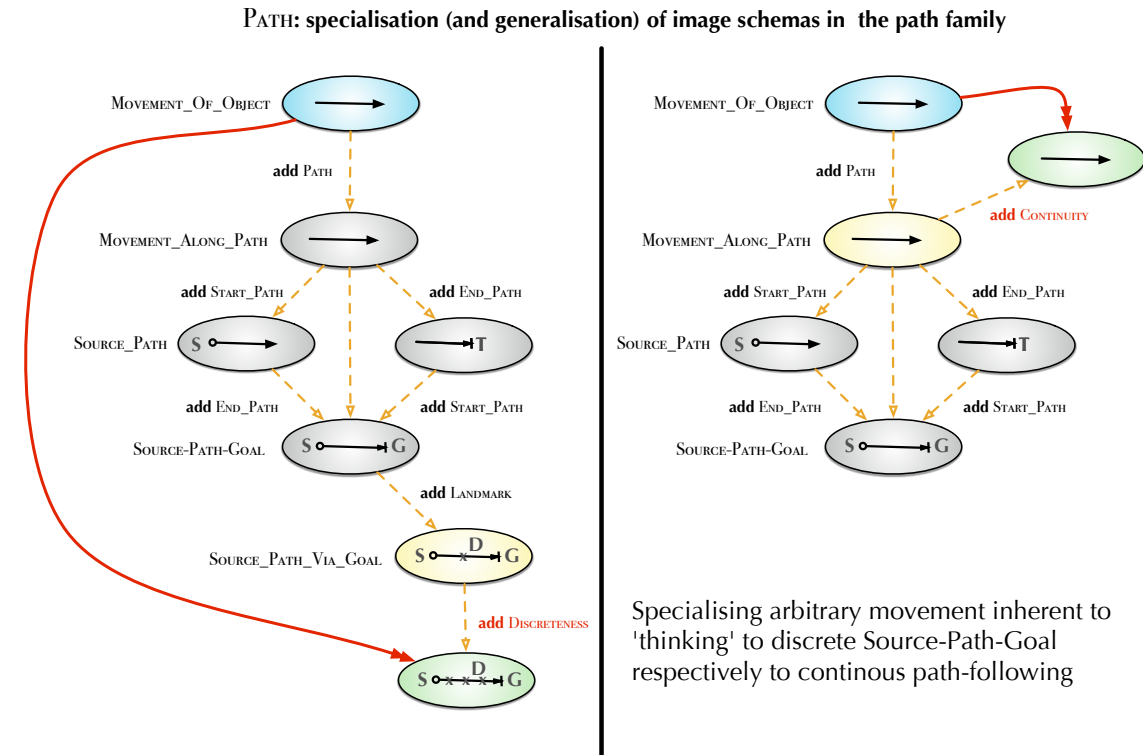 PATH: specialisation (and generalisation) of image schemas in the path family
MOVEMENT_OF_OBJECT
add PATH
MOVEMENT_ALONG_PATH
add START_PATH
add END_PATH
SOURCE_PATH
S
T
add END_PATH
add START_PATH
SOURCE-PATH-GOAL
S G
add LANDMARK
SOURCE_PATH_VIA_GOAL
S D G
x
add DISCRETENESS
S D G
x x x
MOVEMENT_OF_OBJECT
add PATH
add CONTINUITY
MOVEMENT_ALONG_PATH
add START_PATH
add END_PATH
SOURCE_PATH
S
T
add END_PATH
add START_PATH
SOURCE-PATH-GOAL
S G
Specialising arbitrary movement inherent to
'thinking' to discrete Source-Path-Goal
respectively to continous path-following